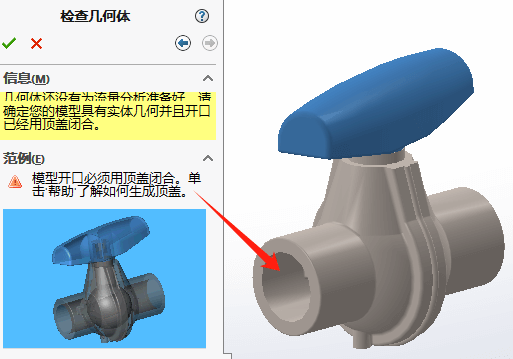 检查几何体
信息(M)
几何体还没有为流量分析准备好，请
确定您的模型具有实体几何并且开口
已经用顶盖闭合。
范例(E)
模型开口必须用顶盖闭合。单
击‘帮助’了解如何生成顶盖。